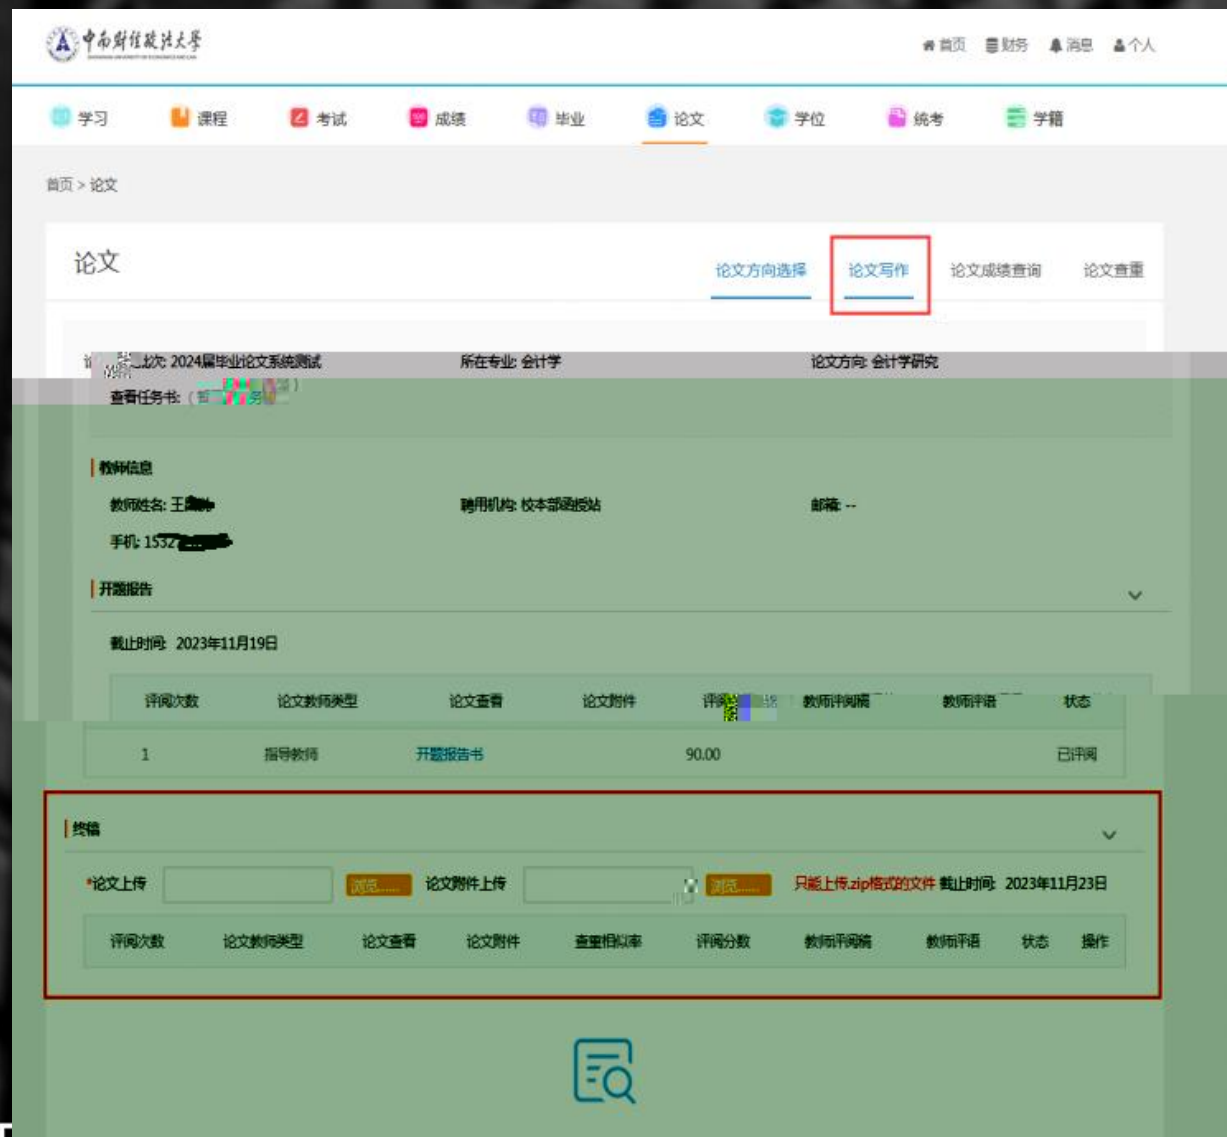 中南财经政法大学
首页 财务 消息 个人
学习 课程 考试 成绩 毕业 论文 学位 统考 学籍
首页 > 论文
论文
论文方向选择 论文写作 论文成绩查询 论文查重
批次: 2024届毕业论文系统测试 所在专业: 会计学 论文方向: 会计学研究
查看任务书:
教师信息
教师姓名: 王 聘用机构: 校本部函授站 邮箱: --
手机: 1532
开题报告
截止时间: 2023年11月19日
评阅次数 论文教师类型 论文查看 论文附件 教师评阅稿 教师评语 状态
1 指导教师 开题报告书 90.00 已评阅
终稿
*论文上传 浏览...... 论文附件上传 浏览...... 只能上传.zip格式的文件 截止时间: 2023年11月23日
评阅次数 论文教师类型 论文查看 论文附件 查重相似率 评阅分数 教师评阅稿 教师评语 状态 操作